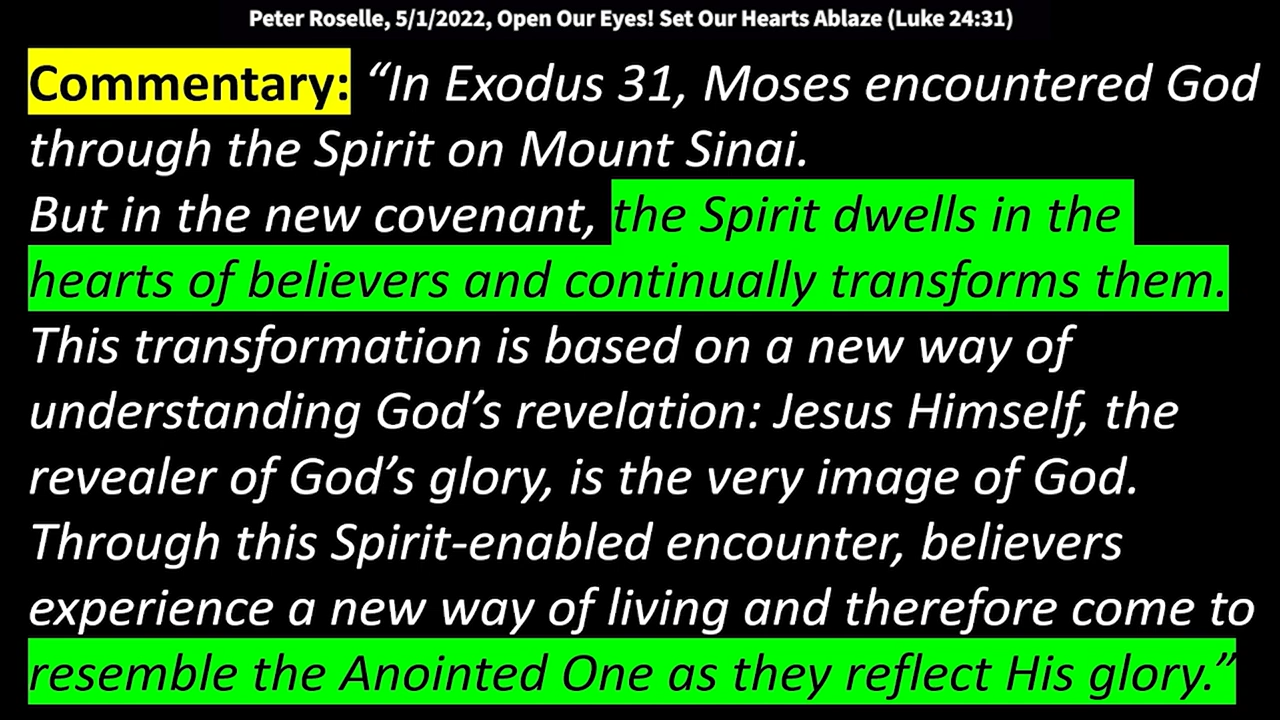 Peter Roselle, 5/1/2022, Open Our Eyes! Set Our Hearts Ablaze (Luke 24:31)
Commentary: “In Exodus 31, Moses encountered God
through the Spirit on Mount Sinai.
But in the new covenant, the Spirit dwells in the
hearts of believers and continually transforms them.
This transformation is based on a new way of
understanding God’s revelation: Jesus Himself, the
revealer of God’s glory, is the very image of God.
Through this Spirit-enabled encounter, believers
experience a new way of living and therefore come to
resemble the Anointed One as they reflect His glory.”